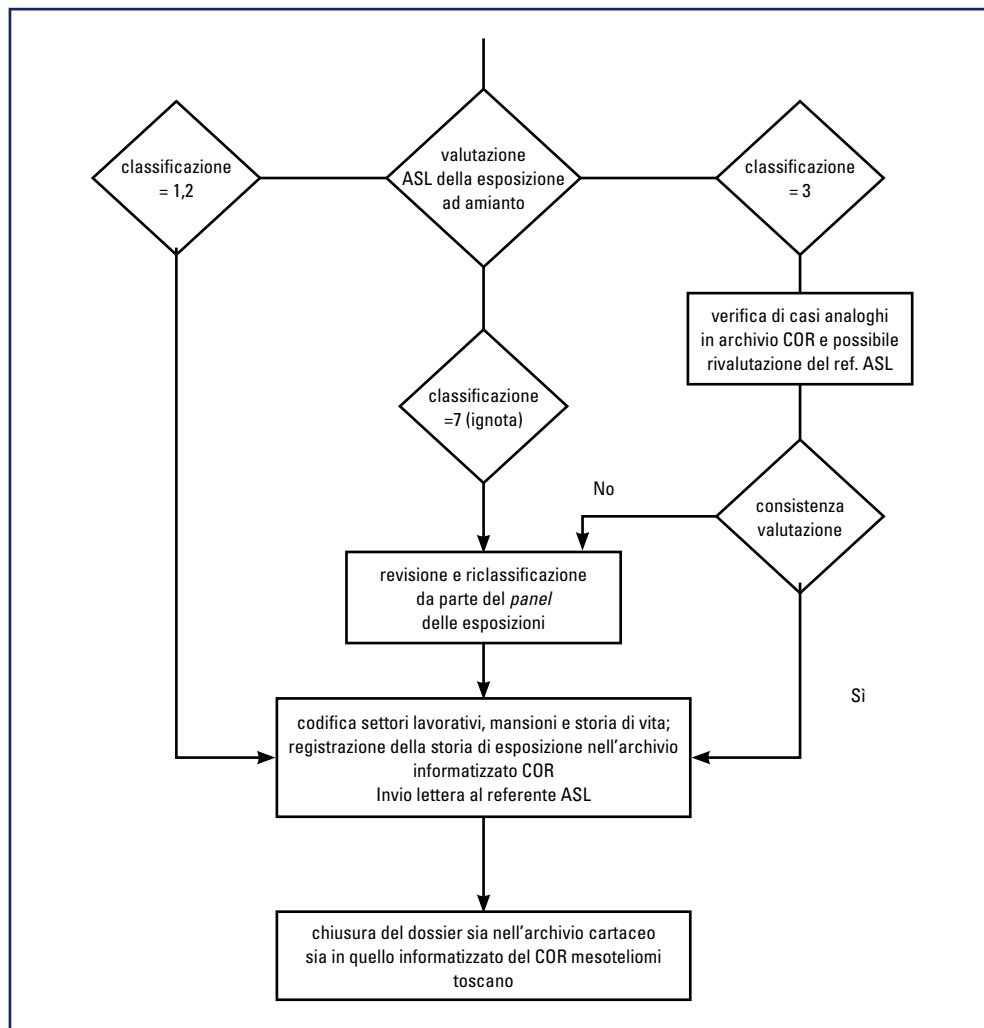 classificazione
= 1,2
valutazione
ASL della esposizione
ad amianto
classificazione
= 3
verifica di casi analoghi
in archivio COR e possibile
rivalutazione del ref. ASL
classificazione
=7 (ignota)
No
consistenza
valutazione
revisione e riclassificazione
da parte del panel
delle esposizioni
Sì
codifica settori lavorativi, mansioni e storia di vita;
registrazione della storia di esposizione nell’archivio
informatizzato COR
Invio lettera al referente ASL
chiusura del dossier sia nell’archivio cartaceo
sia in quello informatizzato del COR mesoteliomi
toscano